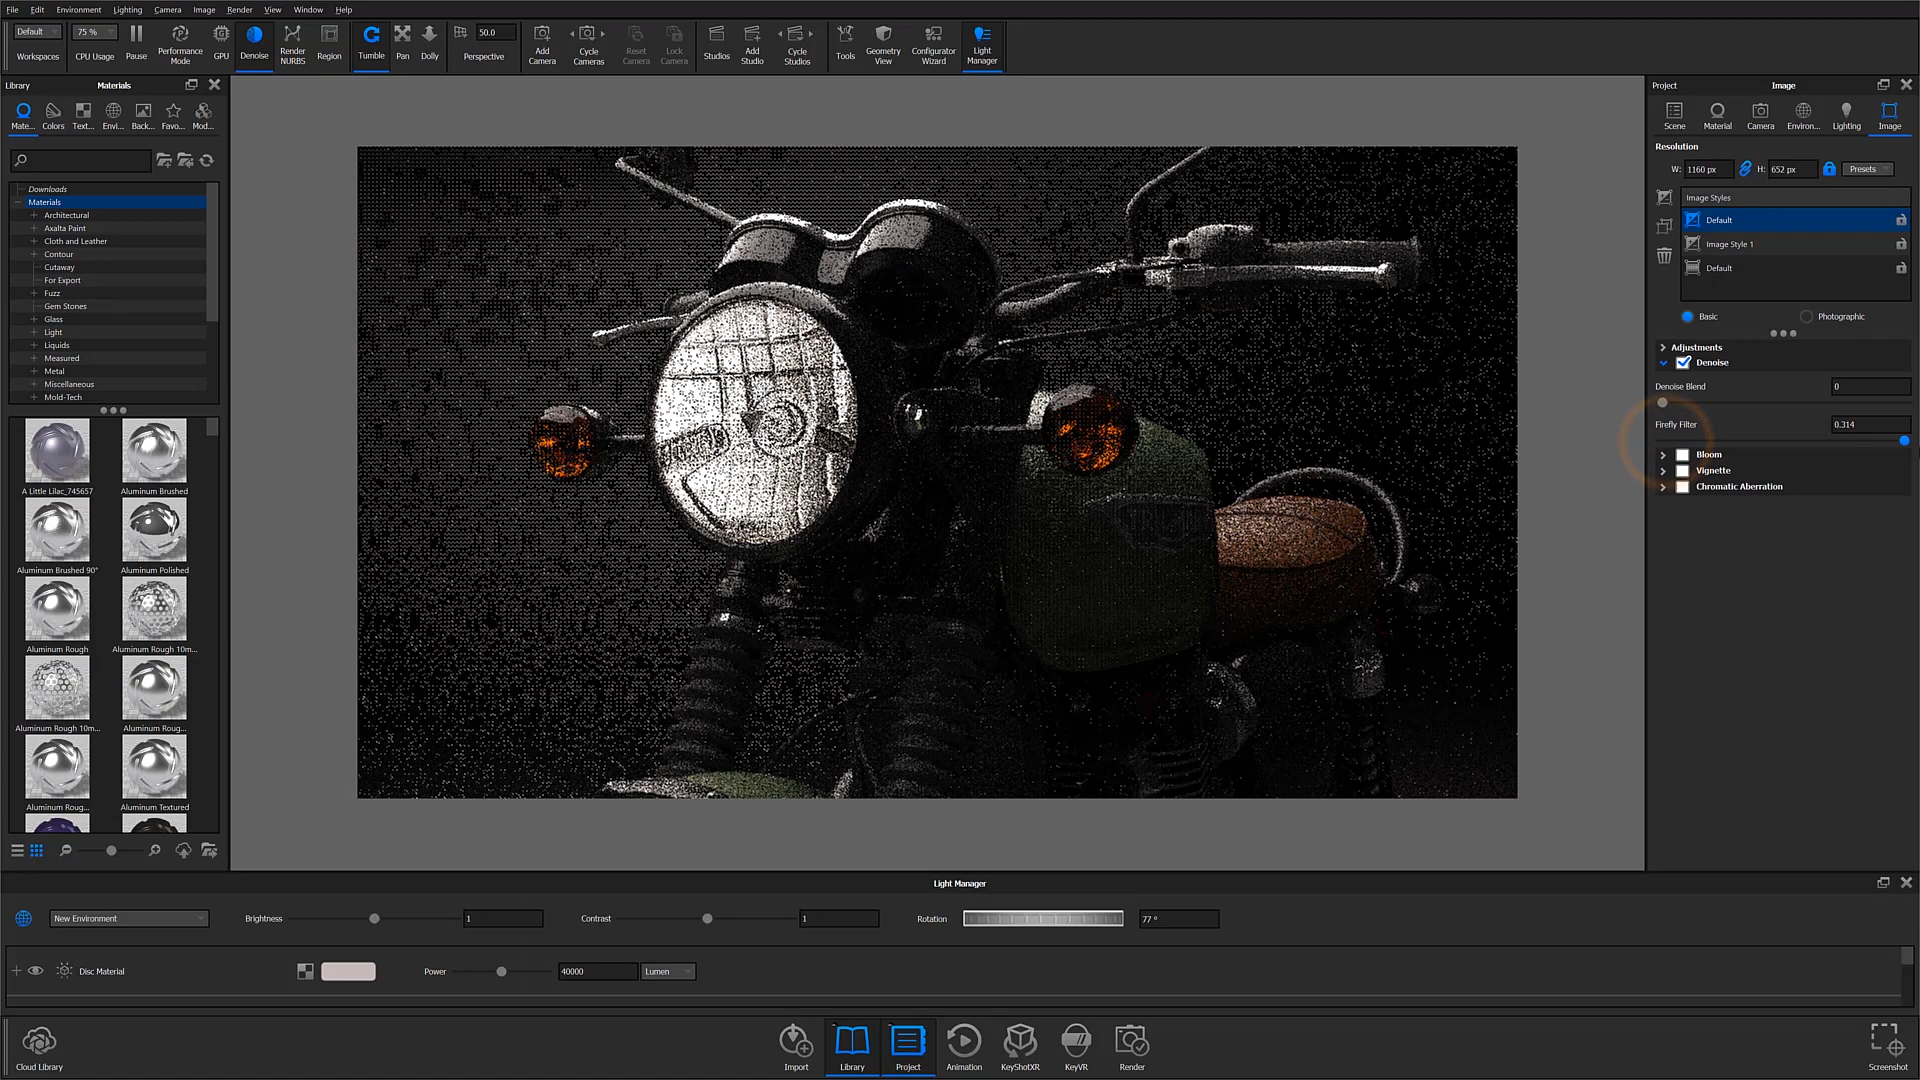 File Edit Environment Lighting Camera Image Render View Window Help
Default 75 % 50.0
Workspaces CPU Usage Pause Performance Mode GPU Denoise Render NURBS Region Tumble Pan Dolly Perspective Add Camera Cycle Cameras Reset Camera Lock Camera Studios Add Studio Cycle Studios Tools Geometry View Configurator Wizard Light Manager
Library Materials
Mate... Colors Text... Envi... Back... Favo... Mod...
Downloads
Materials
Architectural
Axalta Paint
Cloth and Leather
Contour
Cutaway
For Export
Fuzz
Gem Stones
Glass
Light
Liquids
Measured
Metal
Miscellaneous
Mold-Tech
A Little Lilac_745657 Aluminum Brushed
Aluminum Brushed 90° Aluminum Polished
Aluminum Rough Aluminum Rough 10m...
Aluminum Rough 10m... Aluminum Roug...
Aluminum Roug... Aluminum Textured
Project Image
Scene Material Camera Environ... Lighting Image
Resolution
W: 1160 px H: 652 px Presets
Image Styles
Default
Image Style 1
Default
Basic Photographic
Adjustments
Denoise
Denoise Blend 0
Firefly Filter 0.314
Bloom
Vignette
Chromatic Aberration
Light Manager
New Environment Brightness 1 Contrast 1 Rotation 77 °
Disc Material Power 40000 Lumen
Cloud Library Import Library Project Animation KeyShotXR KeyVR Render Screenshot